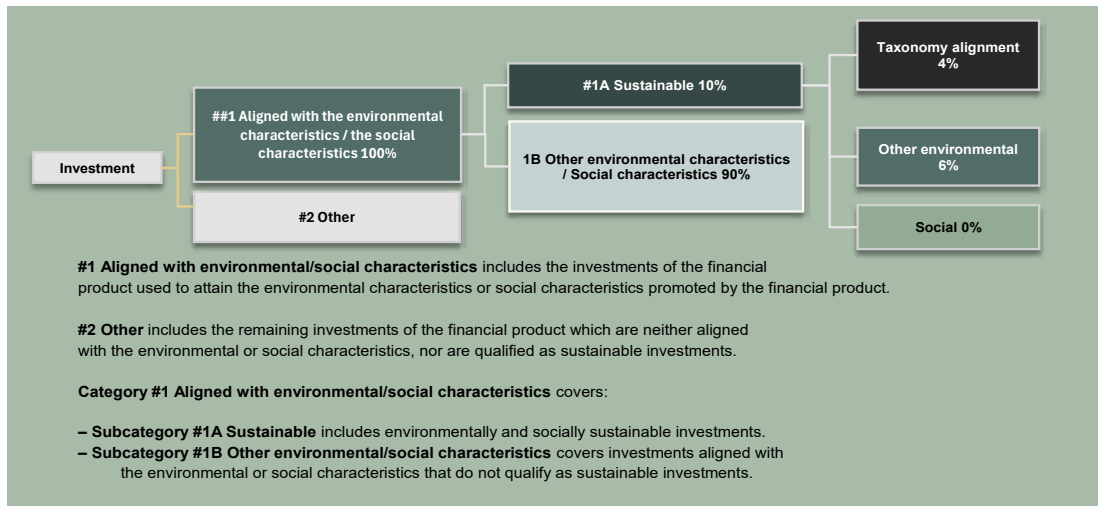 Investment
##1 Aligned with the environmental
characteristics / the social
characteristics 100%
#2 Other
#1A Sustainable 10%
1B Other environmental characteristics
/ Social characteristics 90%
Taxonomy alignment
4%
Other environmental
6%
Social 0%
#1 Aligned with environmental/social characteristics includes the investments of the financial
product used to attain the environmental characteristics or social characteristics promoted by the financial product.
#2 Other includes the remaining investments of the financial product which are neither aligned
with the environmental or social characteristics, nor are qualified as sustainable investments.
Category #1 Aligned with environmental/social characteristics covers:
– Subcategory #1A Sustainable includes environmentally and socially sustainable investments.
– Subcategory #1B Other environmental/social characteristics covers investments aligned with
the environmental or social characteristics that do not qualify as sustainable investments.